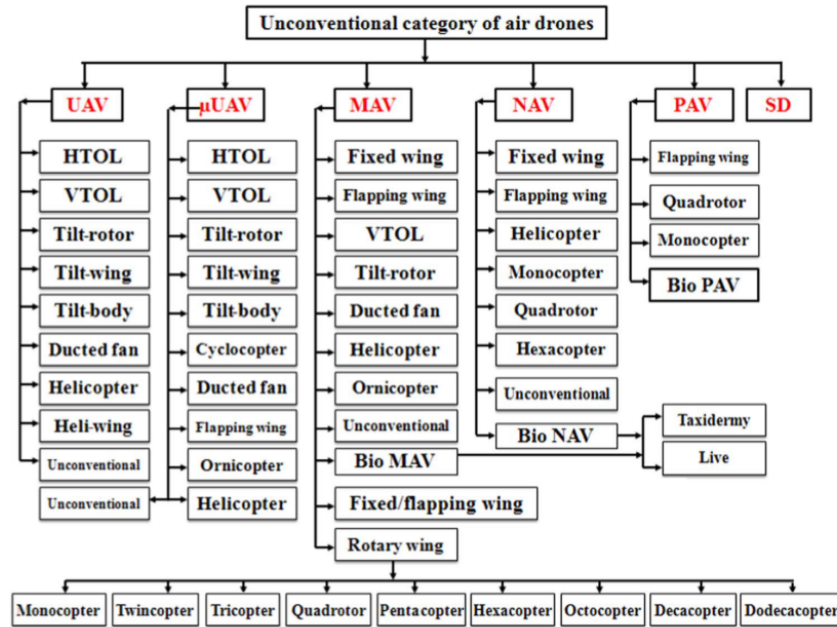 Unconventional category of air drones
UAV
μUAV
MAV
NAV
PAV
SD
HTOL
VTOL
Tilt-rotor
Tilt-wing
Tilt-body
Ducted fan
Helicopter
Heli-wing
Unconventional
Unconventional
HTOL
VTOL
Tilt-rotor
Tilt-wing
Tilt-body
Cyclocopter
Ducted fan
Flapping wing
Ornicopter
Helicopter
Fixed wing
Flapping wing
VTOL
Tilt-rotor
Ducted fan
Helicopter
Ornicopter
Unconventional
Bio MAV
Fixed/flapping wing
Rotary wing
Fixed wing
Flapping wing
Helicopter
Monocopter
Quadrotor
Hexacopter
Unconventional
Bio NAV
Flapping wing
Quadrotor
Monocopter
Bio PAV
Taxidermy
Live
Monocopter
Twincopter
Tricopter
Quadrotor
Pentacopter
Hexacopter
Octocopter
Decacopter
Dodecacopter